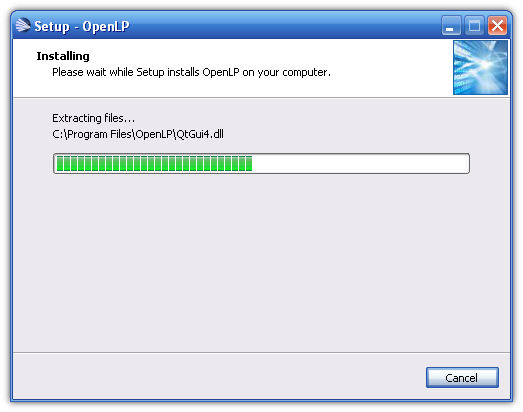 Setup - OpenLP
Installing
Please wait while Setup installs OpenLP on your computer.
Extracting files...
C:\Program Files\OpenLP\QtGui4.dll
Cancel